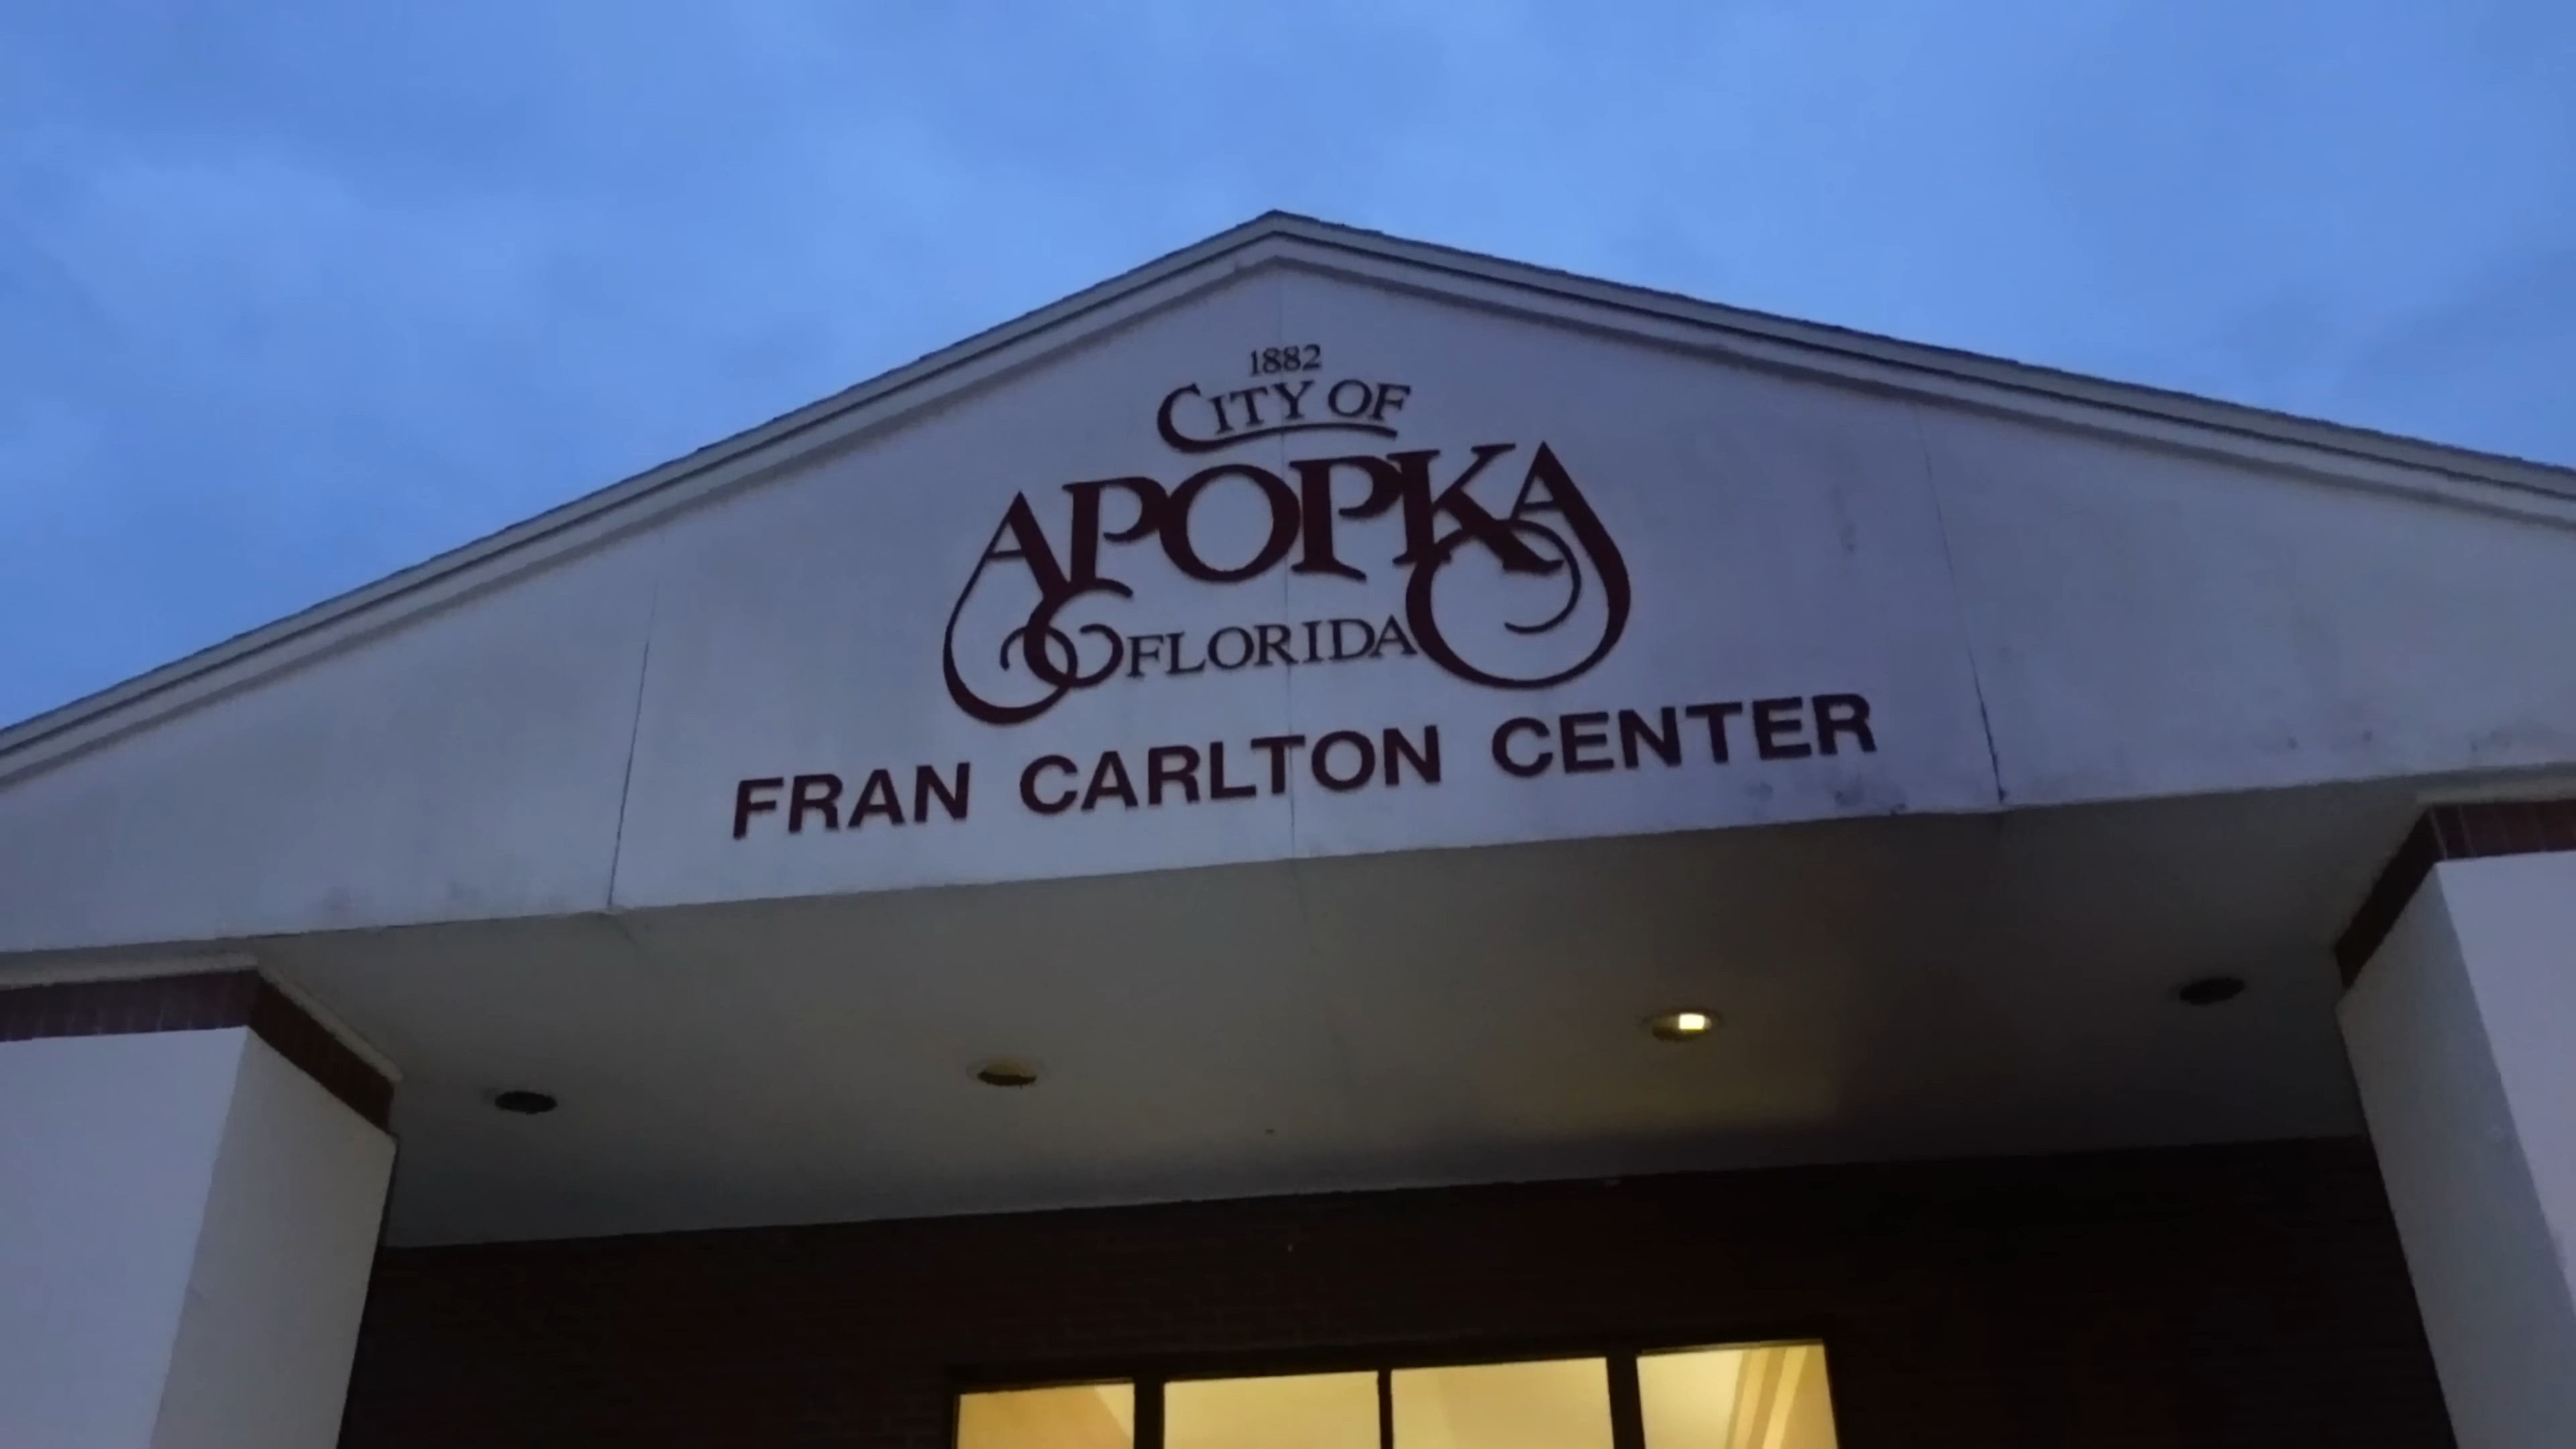 1882
CITY OF
APOPKA
FLORIDA
FRAN CARLTON CENTER